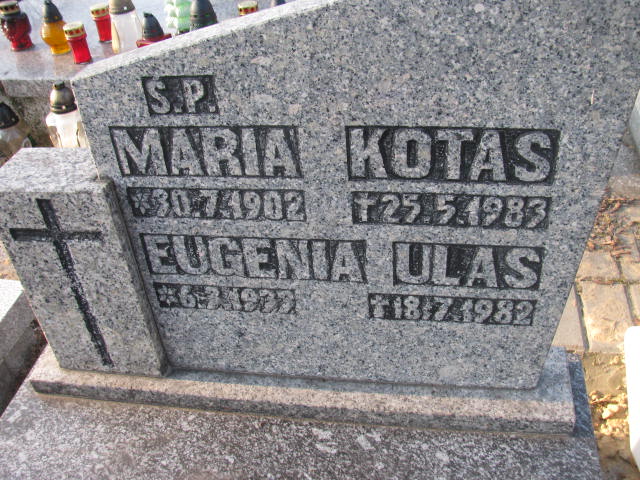 S.P.
MARIA KOTAS
*30.7.1902 †25.5.1983
EUGENIA ULAS
†18.7.1982